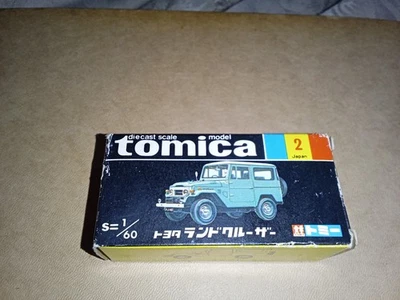 diecast scale model
tomica
2
Japan
S=1/60
トヨタ ランドクルーザー
トミー